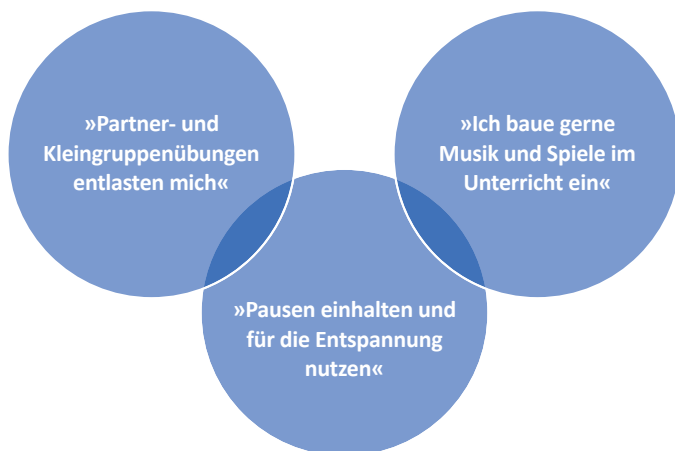 »Partner- und
Kleingruppenübungen
entlasten mich«
»Ich baue gerne
Musik und Spiele im
Unterricht ein«
»Pausen einhalten und
für die Entspannung
nutzen«